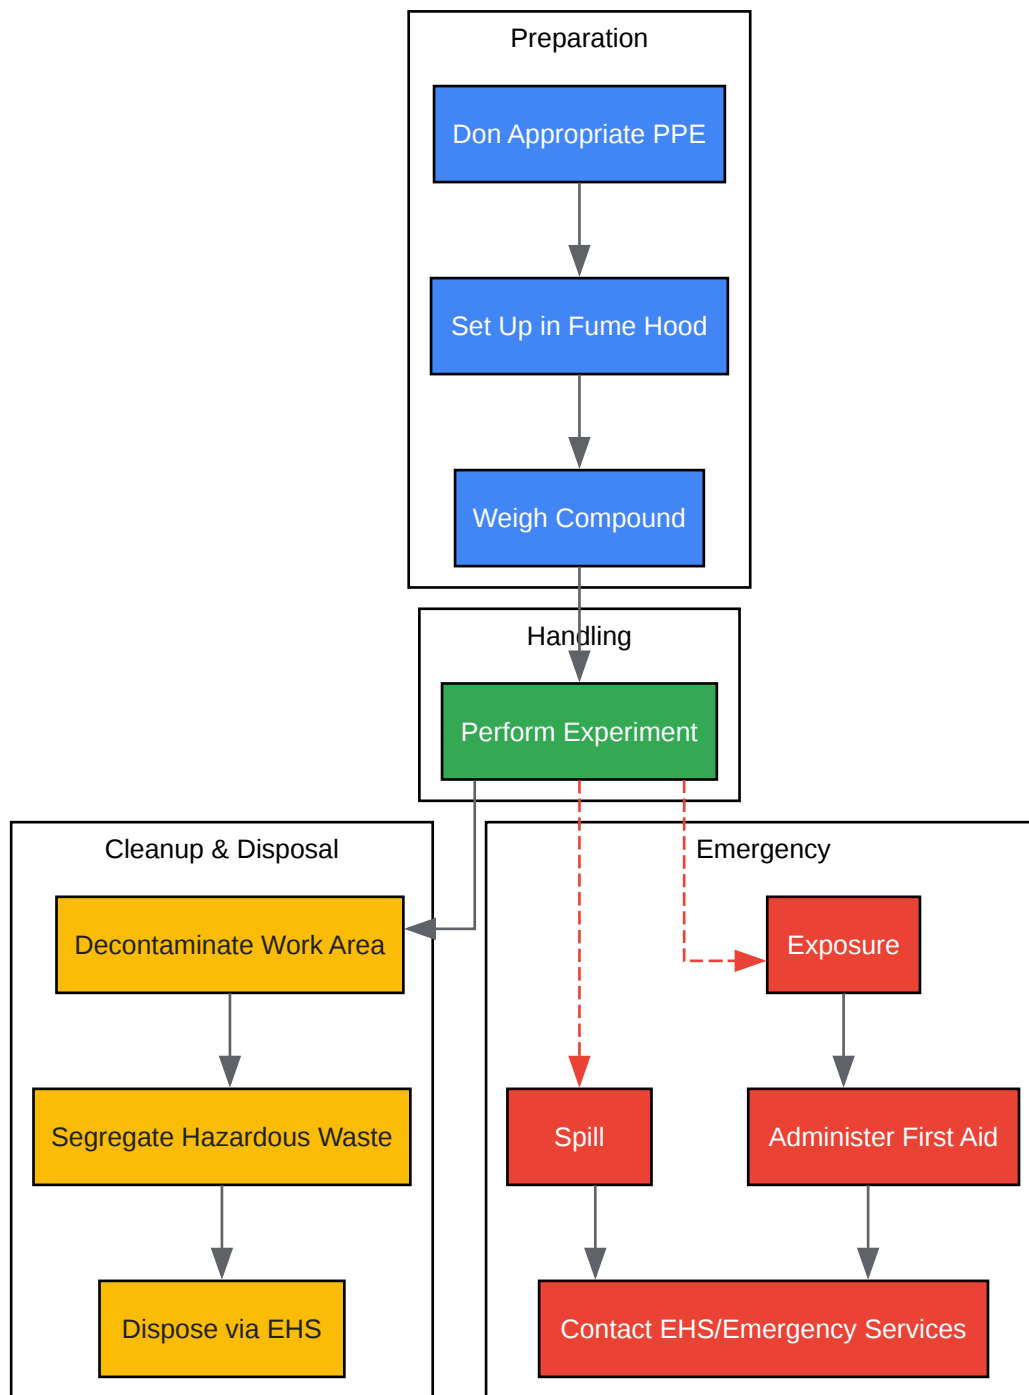 Preparation
Don Appropriate PPE
Set Up in Fume Hood
Weigh Compound
Handling
Perform Experiment
Cleanup & Disposal
Decontaminate Work Area
Segregate Hazardous Waste
Dispose via EHS
Emergency
Exposure
Spill
Administer First Aid
Contact EHS/Emergency Services